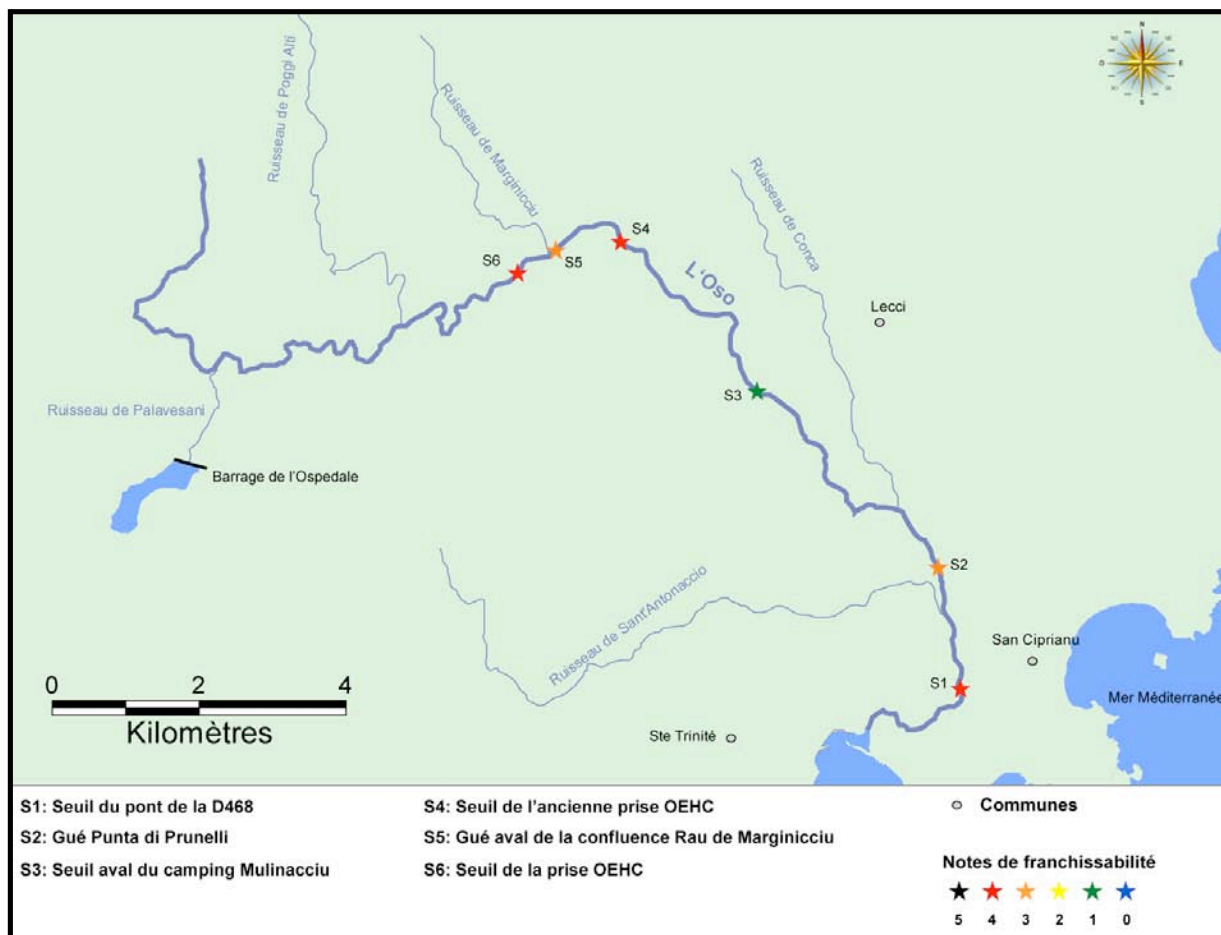 N
O
E
S
Ruisseau de Poggi Alti
Ruisseau de Marginicciu
Ruisseau de Conca
S4
S5
S6
L'Oso
Lecci
S3
Ruisseau de Palavesani
Barrage de l'Ospedale
S2
Ruisseau de Sant'Antonaccio
San Ciprianu
S1
0 2 4
Kilomètres
Ste Trinité
Mer Méditerranée
S1: Seuil du pont de la D468
S2: Gué Punta di Prunelli
S3: Seuil aval du camping Mulinacciu
S4: Seuil de l'ancienne prise OEHC
S5: Gué aval de la confluence Rau de Marginicciu
S6: Seuil de la prise OEHC
Communes
Notes de franchissabilité
5 4 3 2 1 0